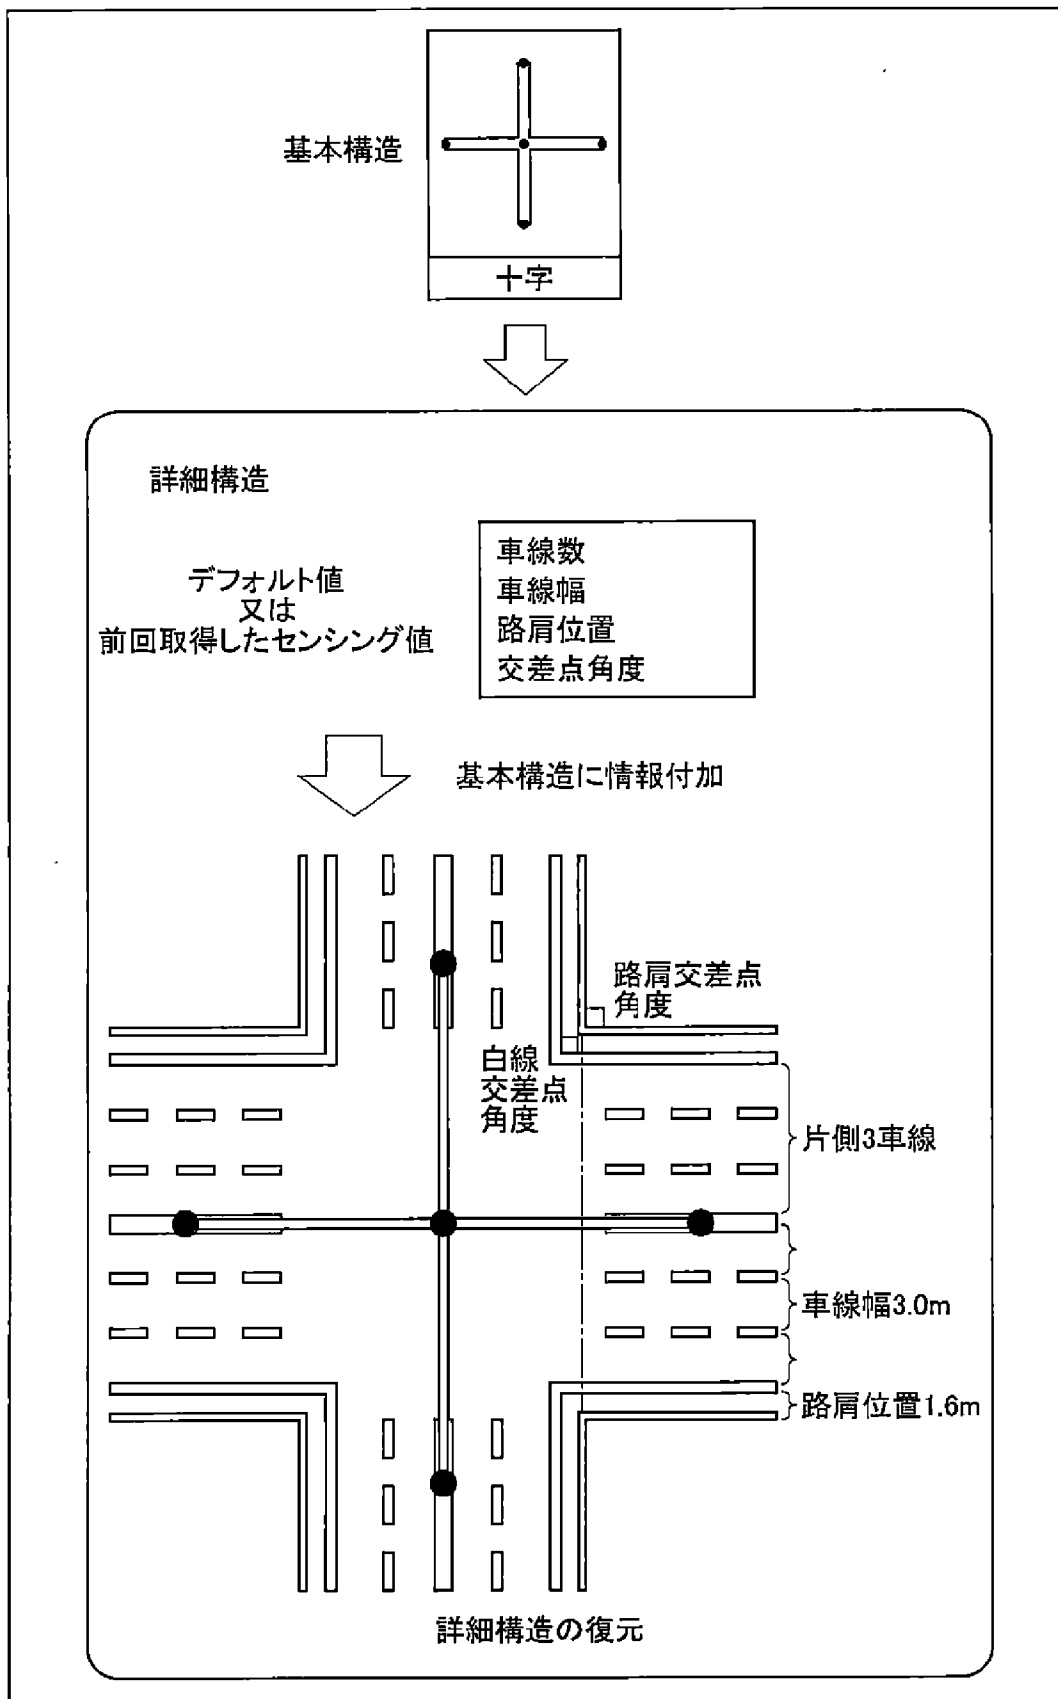 基本構造
十字
詳細構造
デフォルト値
又は
前回取得したセンシング値
車線数
車線幅
路肩位置
交差点角度
基本構造に情報付加
路肩交差点
角度
白線
交差点
角度
片側3車線
車線幅3.0m
路肩位置1.6m
詳細構造の復元